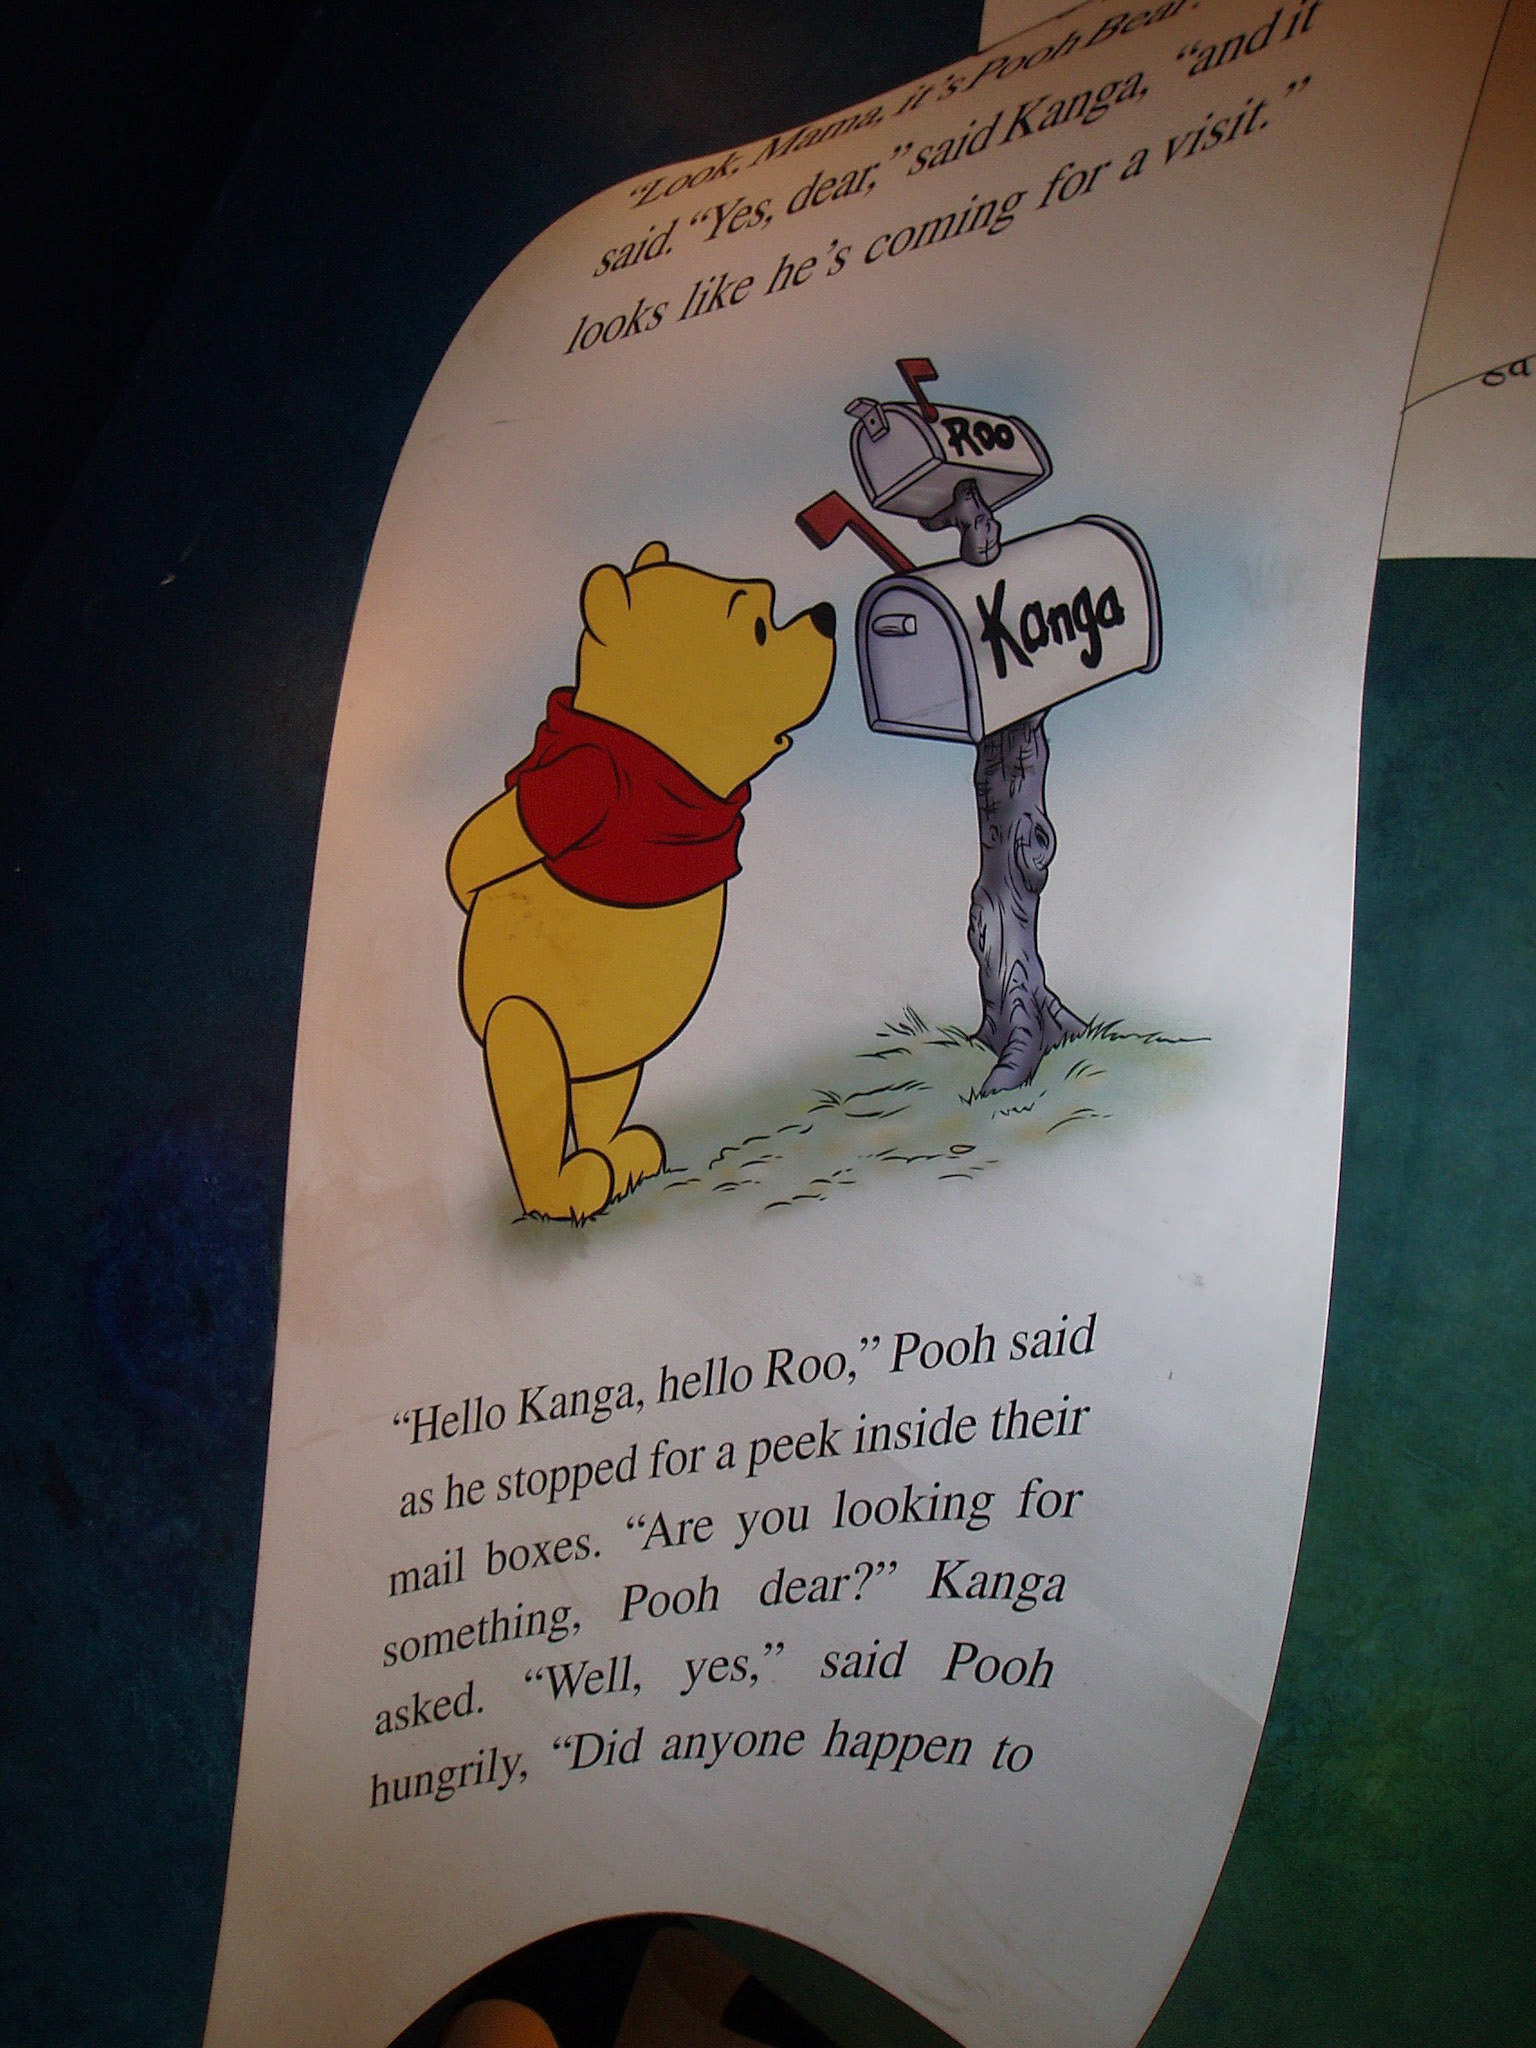 "Look, Mama, it's Pooh Bear."
said. "Yes, dear," said Kanga, "and it
looks like he's coming for a visit."
Roo
Kanga
"Hello Kanga, hello Roo," Pooh said
as he stopped for a peek inside their
mail boxes. "Are you looking for
something, Pooh dear?" Kanga
asked. "Well, yes," said Pooh
hungrily, "Did anyone happen to